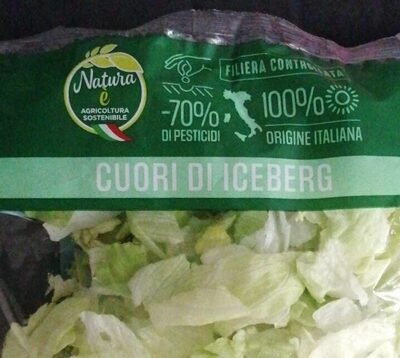 Natura
è
AGRICOLTURA
SOSTENIBILE
FILIERA CONTROLLATA
-70%
DI PESTICIDI
100%
ORIGINE ITALIANA
CUORI DI ICEBERG